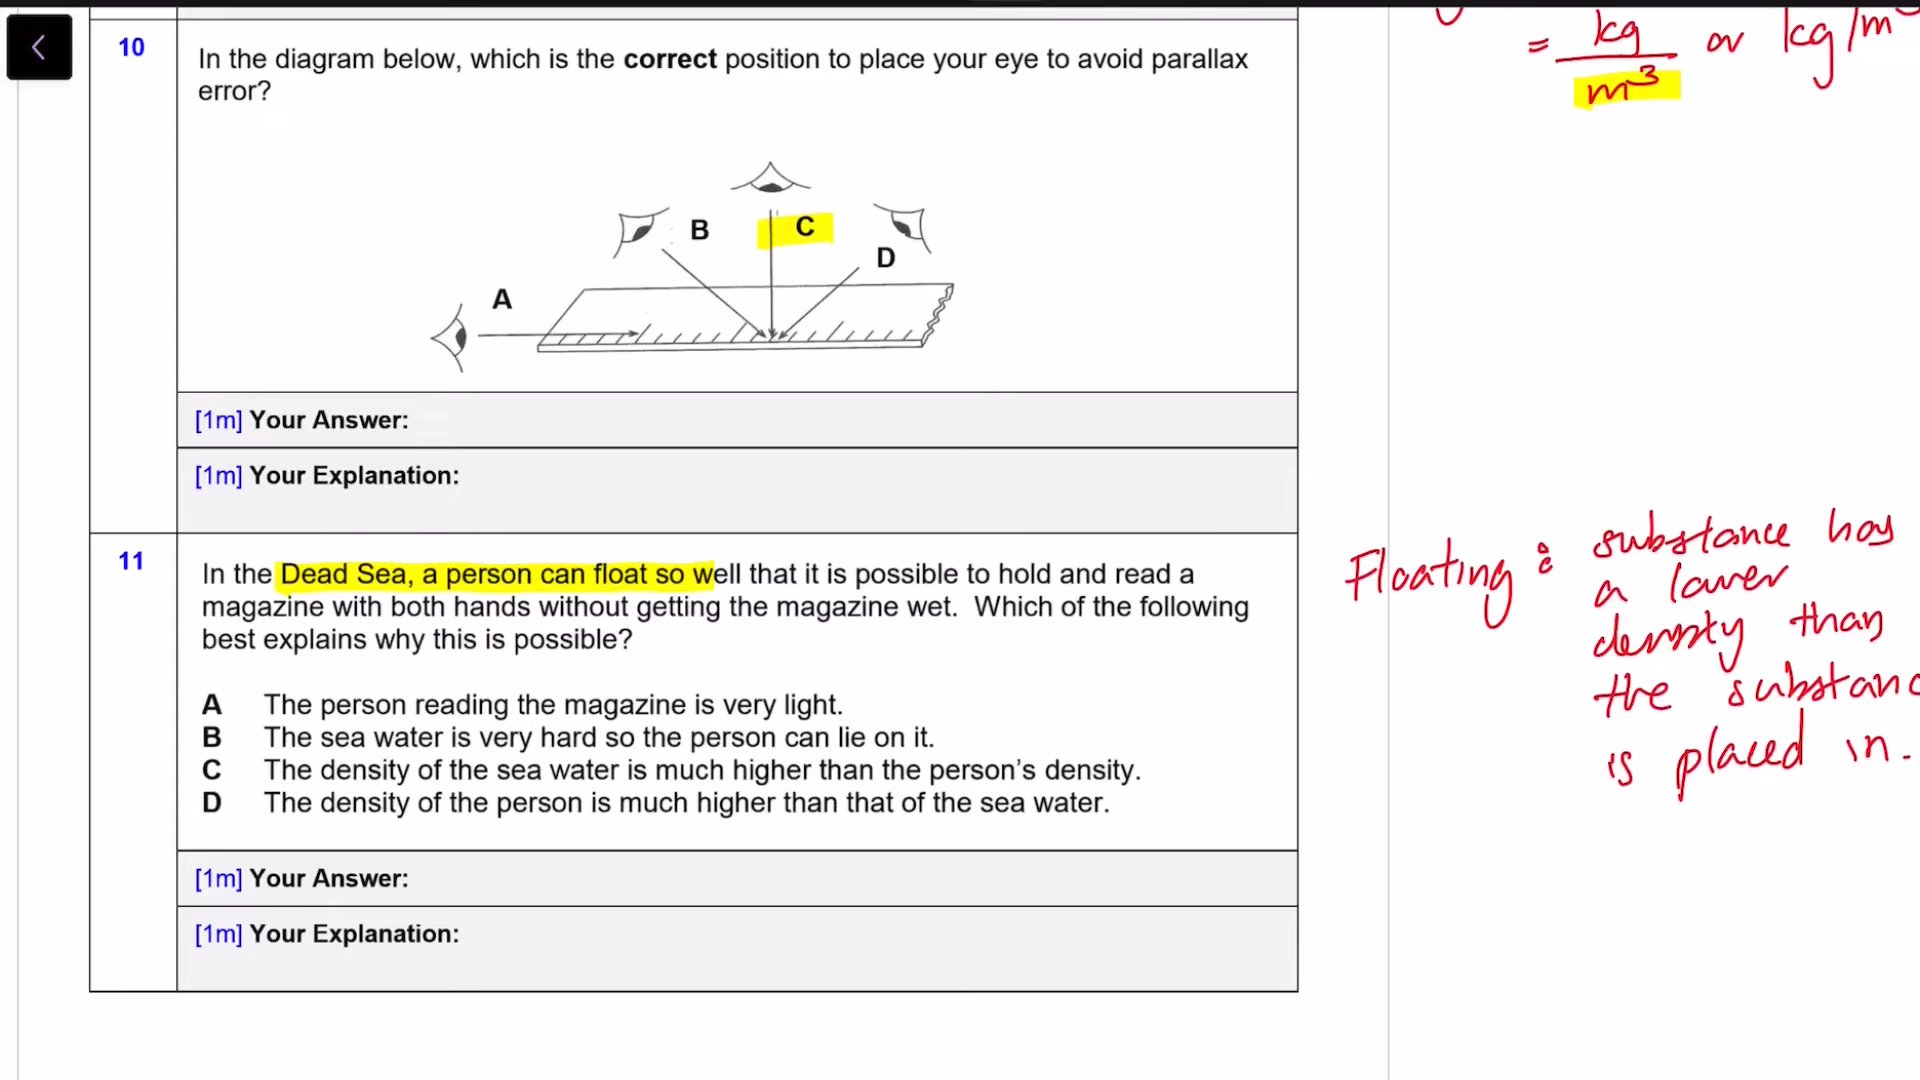 10
In the diagram below, which is the correct position to place your eye to avoid parallax
error?
= kg/m³ or kg/m³
A
B
C
D
[1m] Your Answer:
[1m] Your Explanation:
11
In the Dead Sea, a person can float so well that it is possible to hold and read a
magazine with both hands without getting the magazine wet. Which of the following
best explains why this is possible?
A The person reading the magazine is very light.
B The sea water is very hard so the person can lie on it.
C The density of the sea water is much higher than the person's density.
D The density of the person is much higher than that of the sea water.
[1m] Your Answer:
[1m] Your Explanation:
Floating : substance has
a lower
density than
the substanc
is placed in.